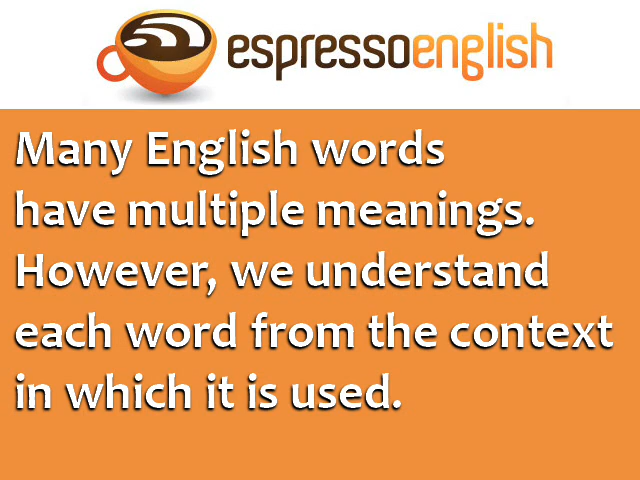 espressoenglish
Many English words
have multiple meanings.
However, we understand
each word from the context
in which it is used.